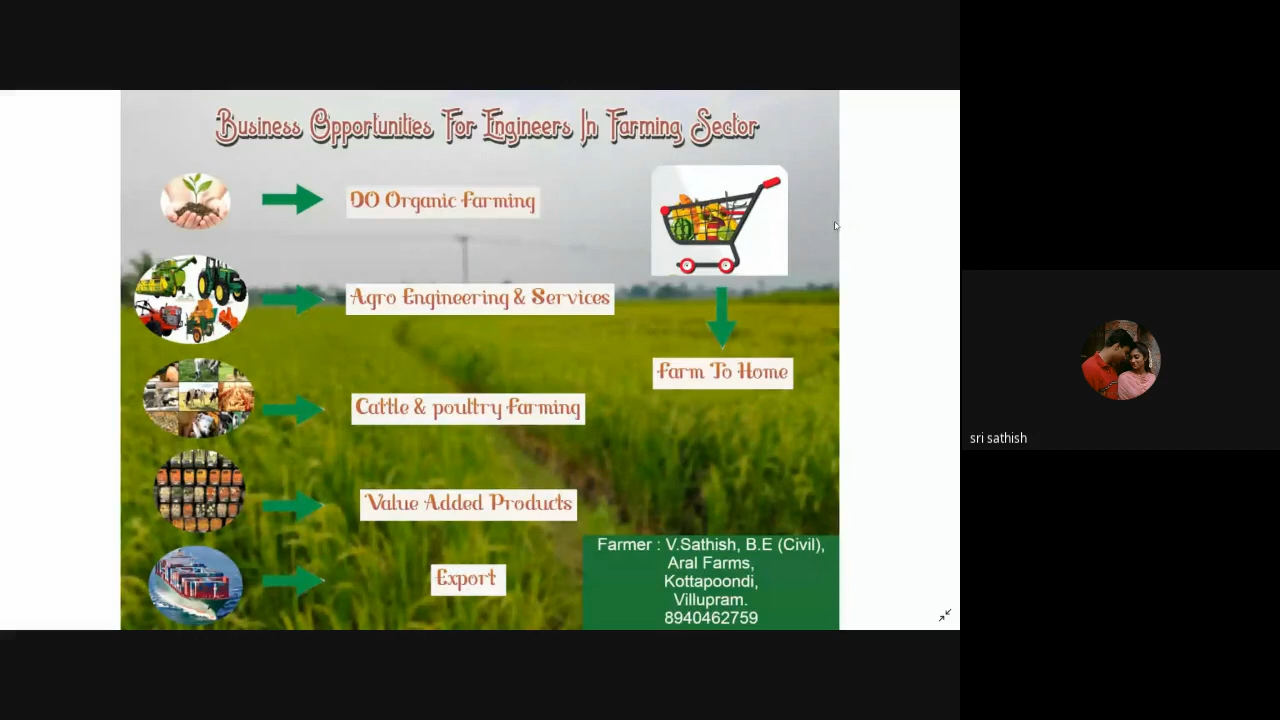 Business Opportunities For Engineers In Farming Sector
DO Organic Farming
Agro Engineering & Services
Farm To Home
Cattle & poultry Farming
Value Added Products
Export
Farmer : V.Sathish, B.E (Civil),
Aral Farms,
Kottapoondi,
Villupram.
8940462759
sri sathish